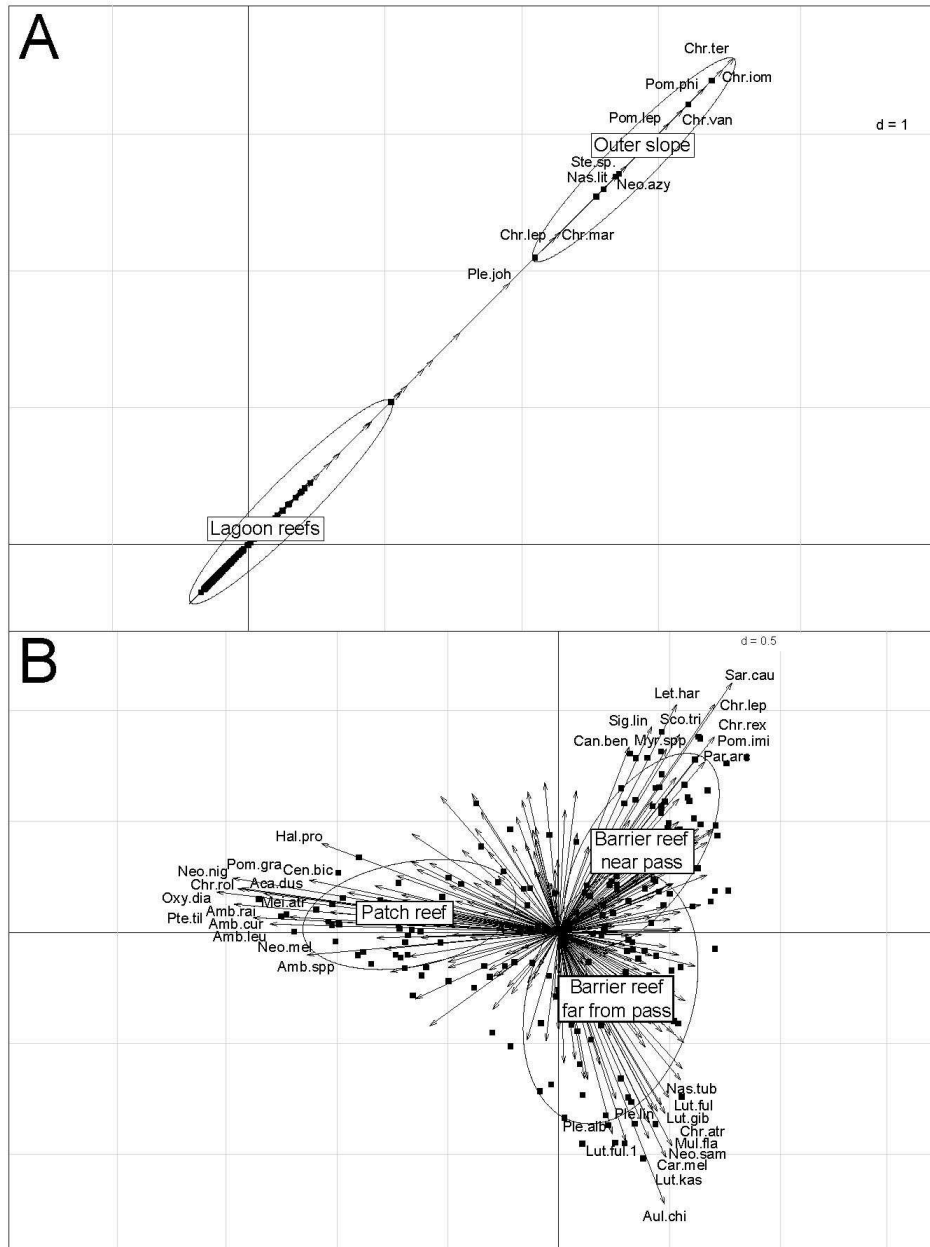 A
Chr.ter
Pom.phi
Chr.iom
Pom.lep
Chr.van
d = 1
Outer slope
Ste.sp.
Nas.lit
Neo.azy
Chr.lep
Chr.mar
Ple.joh
Lagoon reefs
B
d = 0.5
Sar.cau
Let.har
Chr.lep
Sig.lin
Sco.tri
Chr.rex
Can.ben
Myr.spp
Pom.imi
Par.arc
Hal.pro
Barrier reef
near pass
Neo.nig
Pom.gra
Cen.bic
Chr.rol
Aca.dus
Oxy.dia
Mei.atr
Pte.til
Amb.rai
Patch reef
Amb.cur
Amb.leu
Neo.mel
Amb.spp
Barrier reef
far from pass
Nas.tub
Lut.ful
Ple.lin
Lut.gib
Ple.alb
Chr.atr
Mul.fla
Lut.ful.1
Neo.sam
Car.mel
Lut.kas
Aul.chi